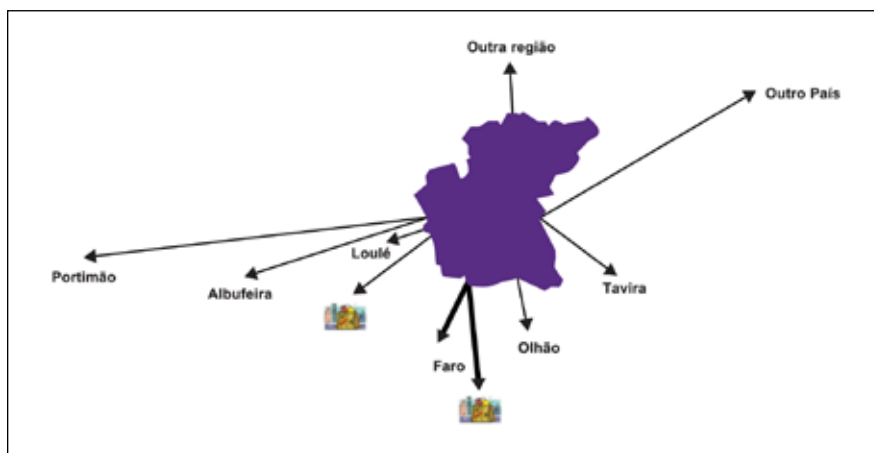 Outra região
Outro País
Loulé
Portimão
Albufeira
Tavira
Olhão
Faro